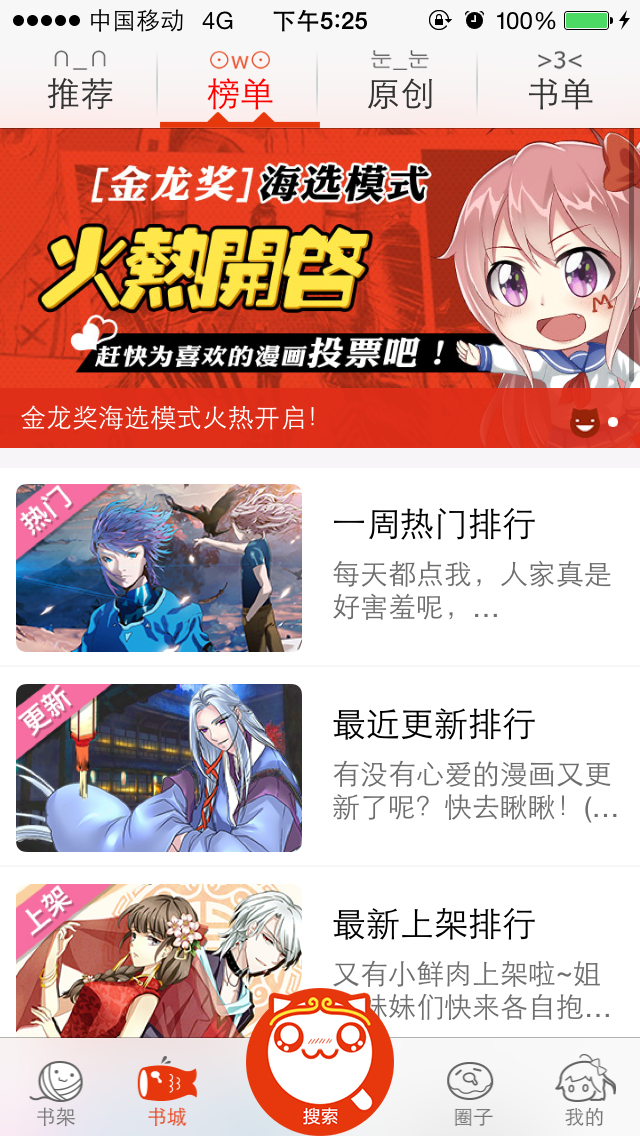 中国移动 4G 下午5:25 100%
∩_∩ ⊙w⊙ 눈_눈 >3<
推荐 榜单 原创 书单
[金龙奖]海选模式
火熱開啓
赶快为喜欢的漫画投票吧！
金龙奖海选模式火热开启！
热门
一周热门排行
每天都点我，人家真是
好害羞呢，...
更新
最近更新排行
有没有心爱的漫画又更
新了呢？快去瞅瞅！(...
上架
最新上架排行
又有小鲜肉上架啦~姐
妹妹们快来各自抱...
书架 书城 搜索 圈子 我的